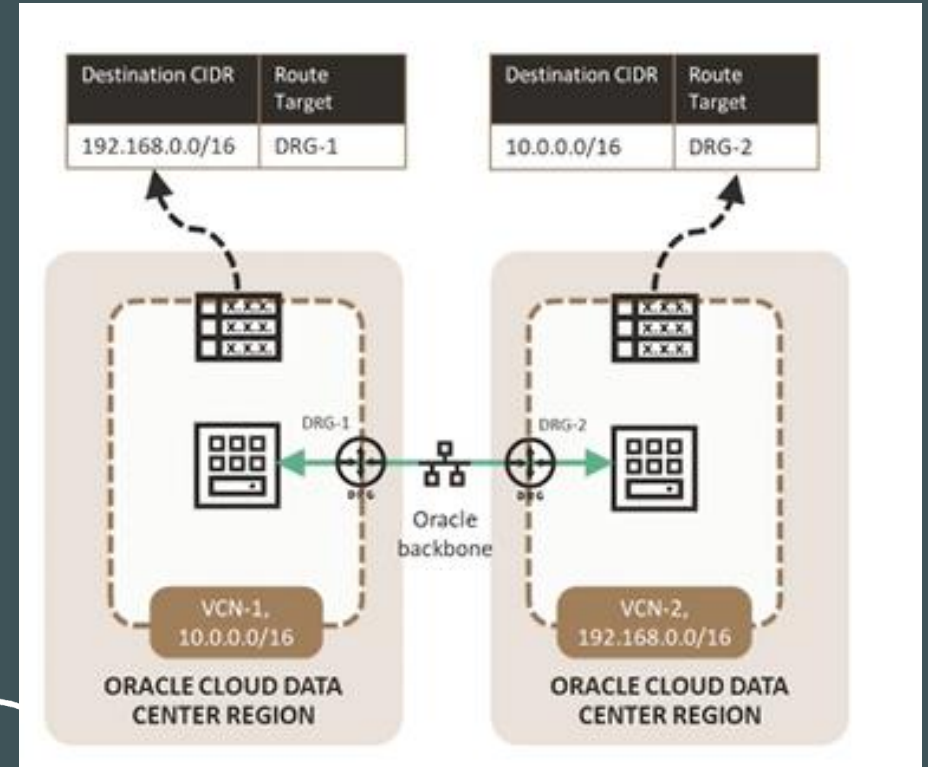 Destination CIDR
Route
Target
192.168.0.0/16
DRG-1
Destination CIDR
Route
Target
10.0.0.0/16
DRG-2
X.X.X.
X.X.X.
X.X.X.
X.X.X.
X.X.X.
X.X.X.
DRG-1
DRG-2
DRG
DRG
Oracle
backbone
VCN-1,
10.0.0.0/16
VCN-2,
192.168.0.0/16
ORACLE CLOUD DATA
CENTER REGION
ORACLE CLOUD DATA
CENTER REGION